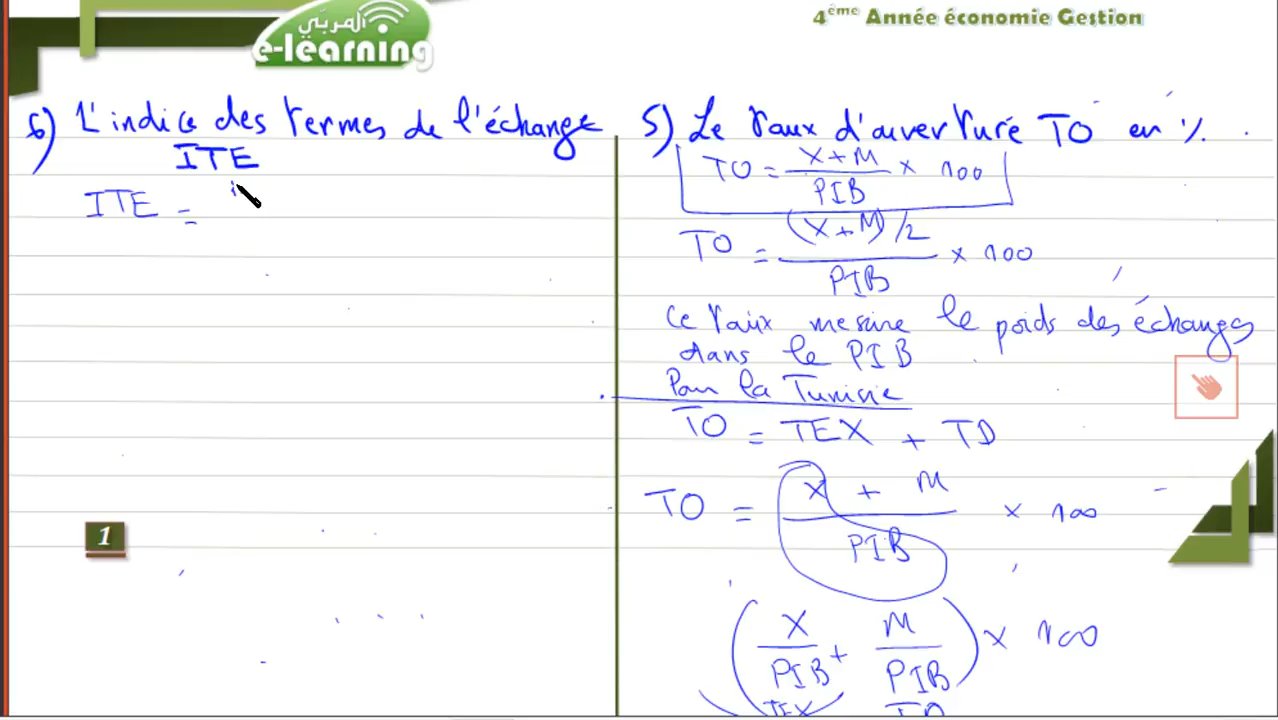 المربّي
e-learning
4ème Année économie Gestion
6) L'indice des termes de l'échange
ITE
ITE =
1
5) Le taux d'ouverture TO en %.
TO = X + M / PIB × 100
TO = (X + M)/2 / PIB × 100
Ce taux mesure le poids des échanges
dans le PIB
Pour la Tunisie
TO = TEX + TD
TO = X + M / PIB × 100
(X / PIB + M / PIB) × 100
TEX TD